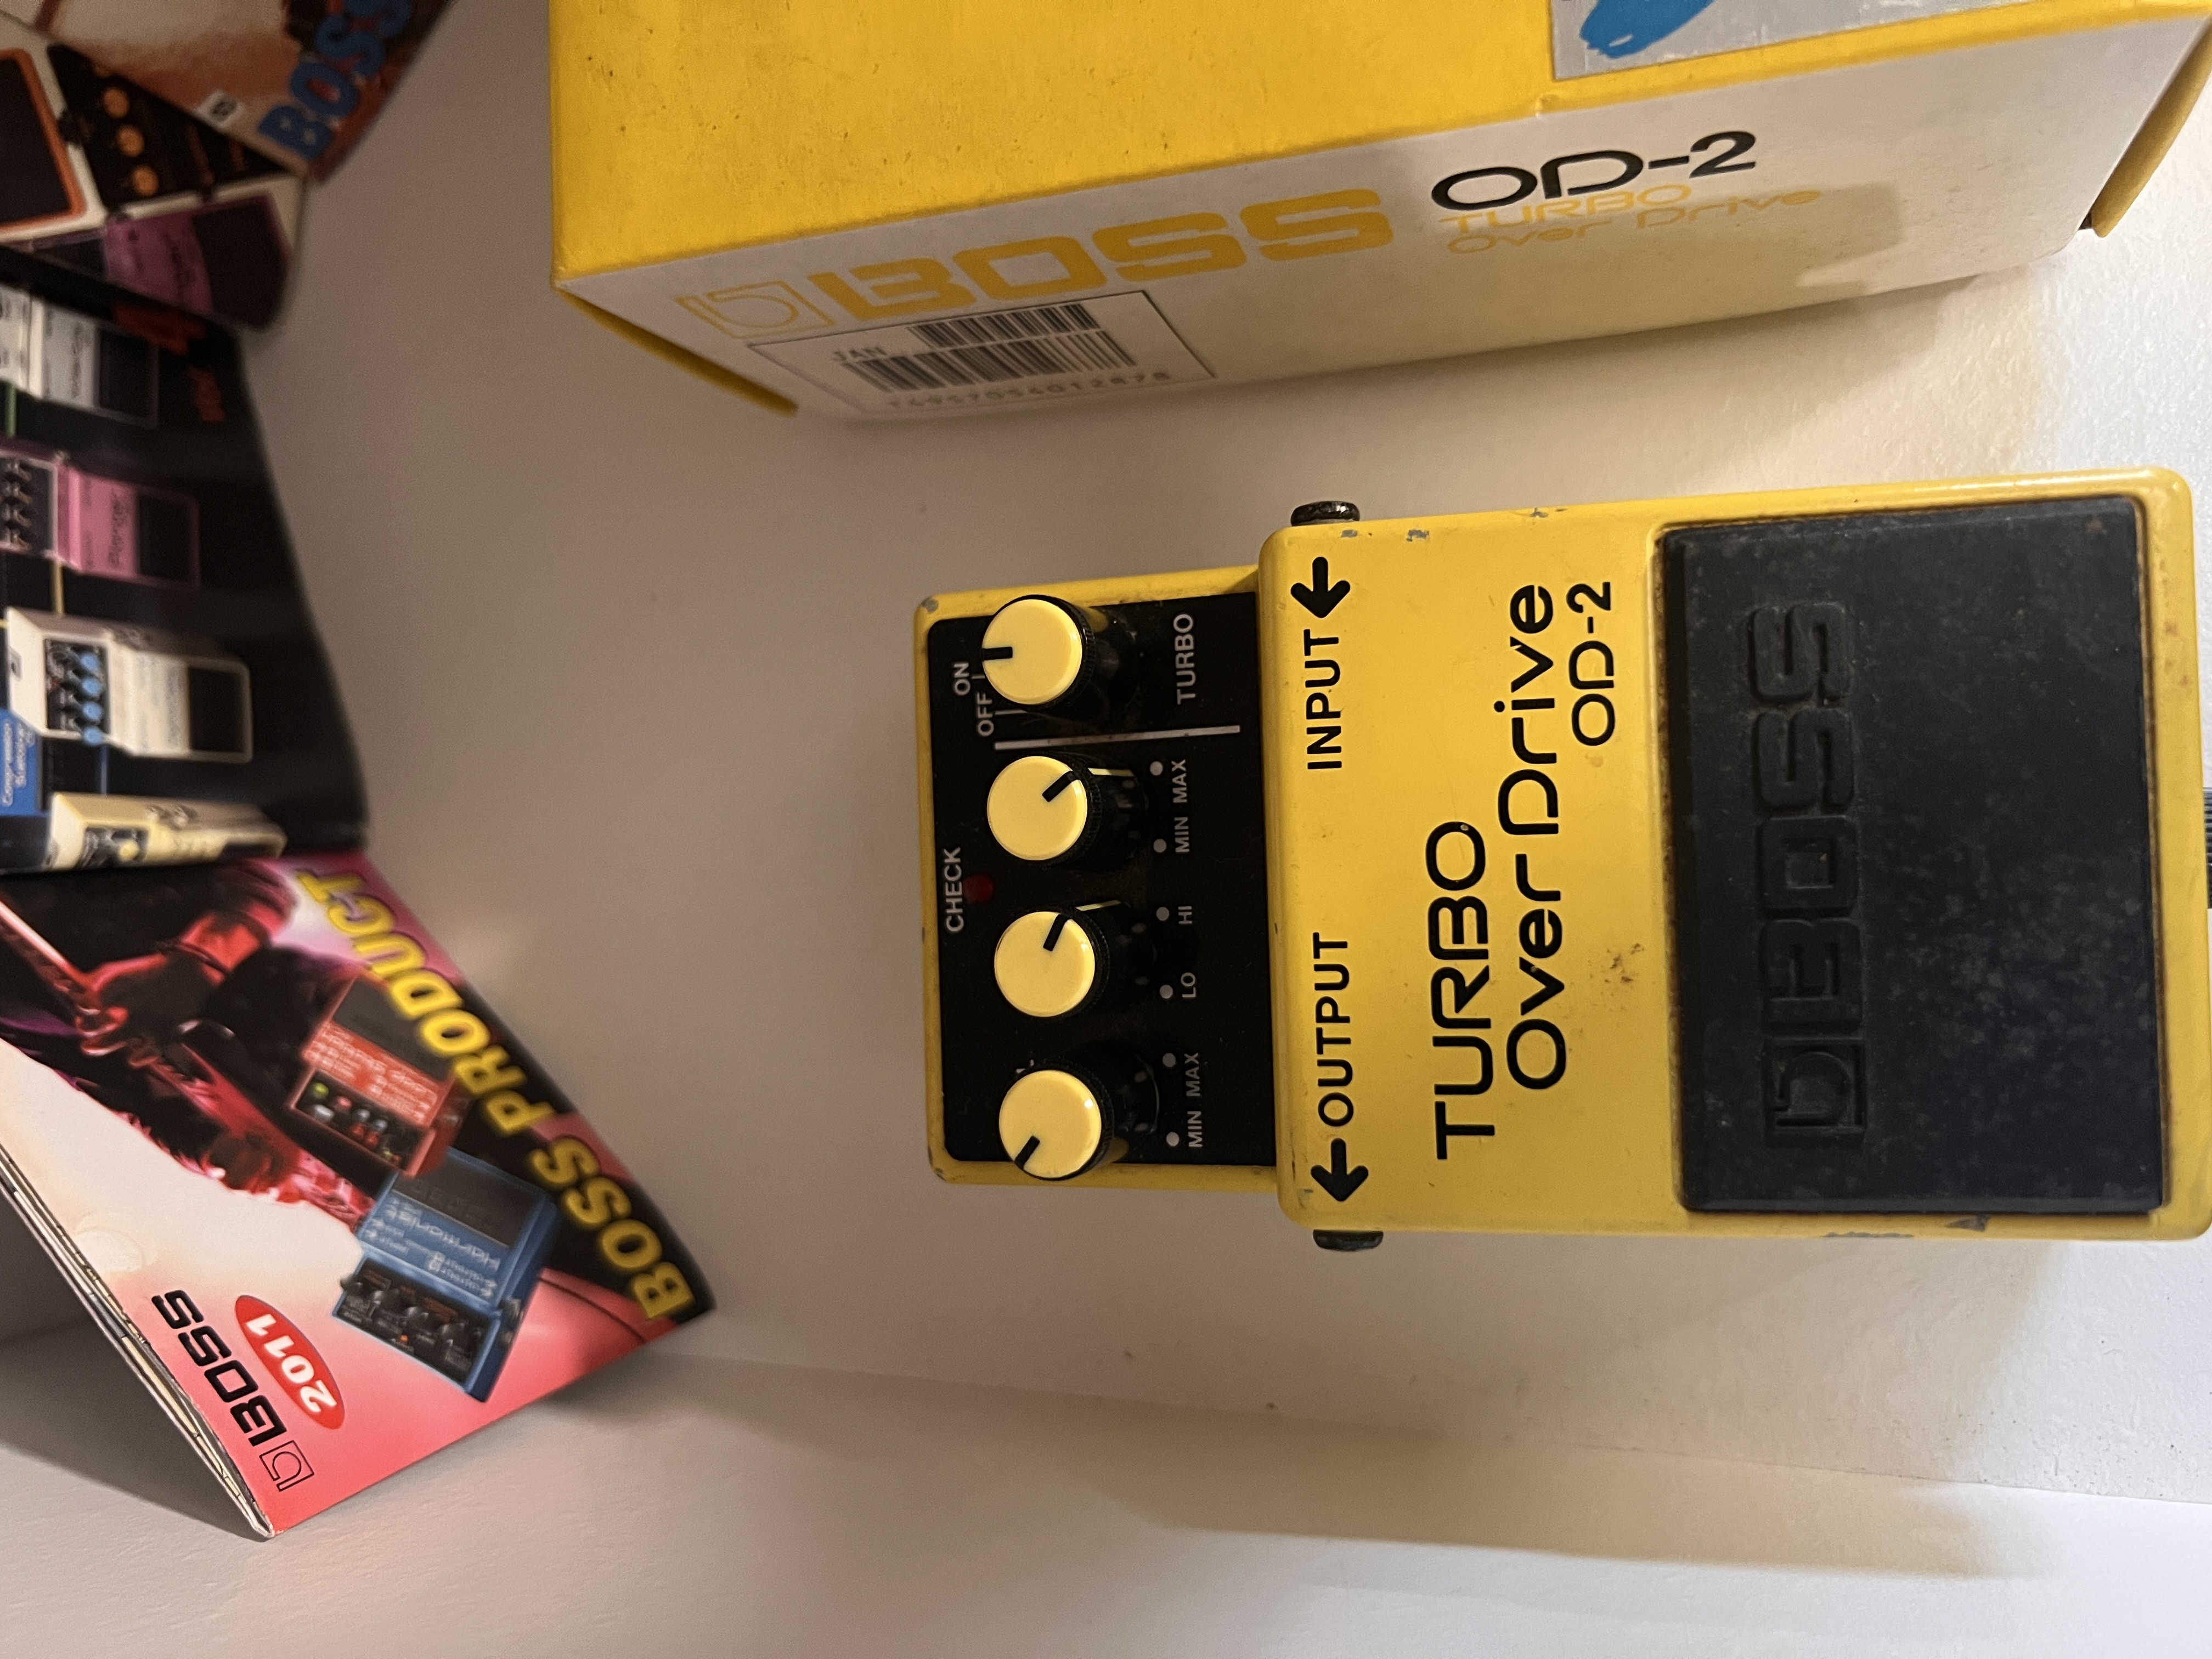 BOSS
OD-2
TURBO
Over Drive
JAN
CHECK
OFF ON
MIN MAX
LO HI
MIN MAX
TURBO
OUTPUT
INPUT
TURBO
Over Drive
OD-2
BOSS
BOSS
2011
BOSS PRODUCT
BOSS